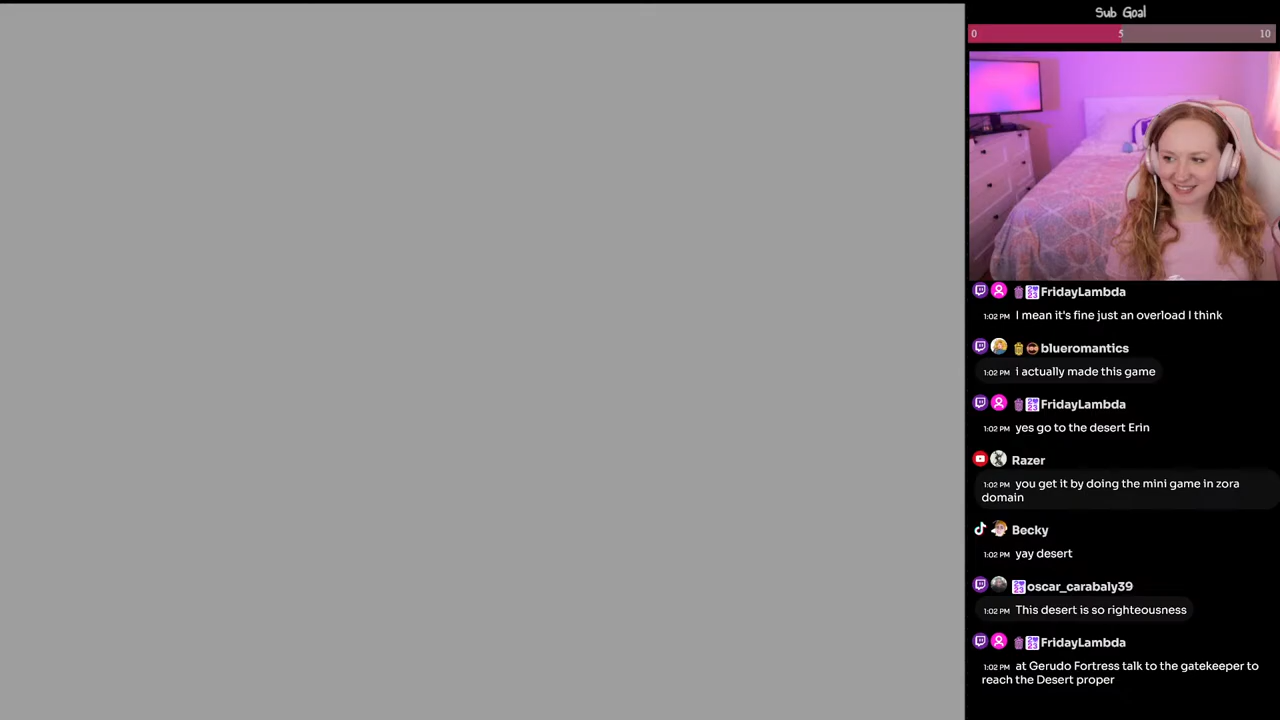 Sub Goal
0 5 10
FridayLambda
1:02 PM I mean it's fine just an overload I think
blueromantics
1:02 PM i actually made this game
FridayLambda
1:02 PM yes go to the desert Erin
Razer
1:02 PM you get it by doing the mini game in zora
domain
Becky
1:02 PM yay desert
oscar_carabaly39
1:02 PM This desert is so righteousness
FridayLambda
1:02 PM at Gerudo Fortress talk to the gatekeeper to
reach the Desert proper